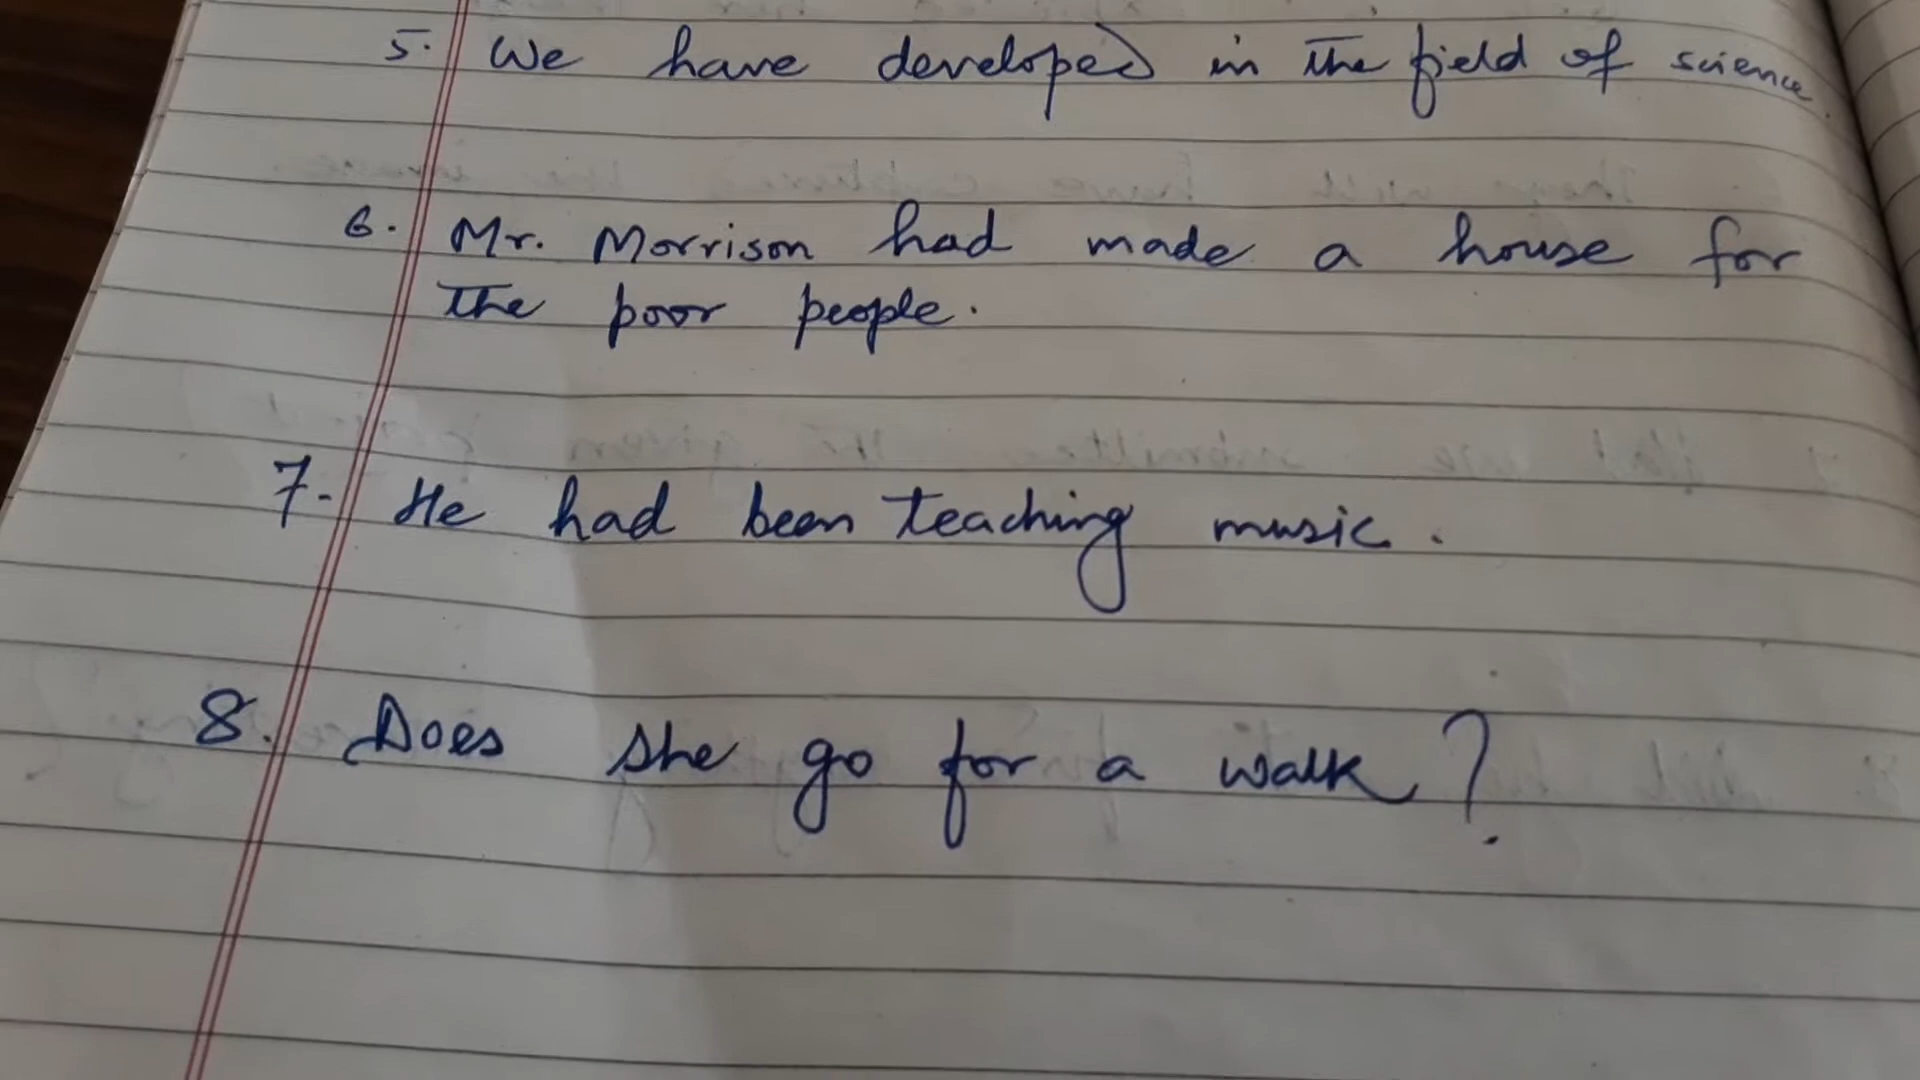 5. We have developed in the field of science.
6. Mr. Morrison had made a house for
the poor people.
7. He had been teaching music.
8. Does she go for a walk?